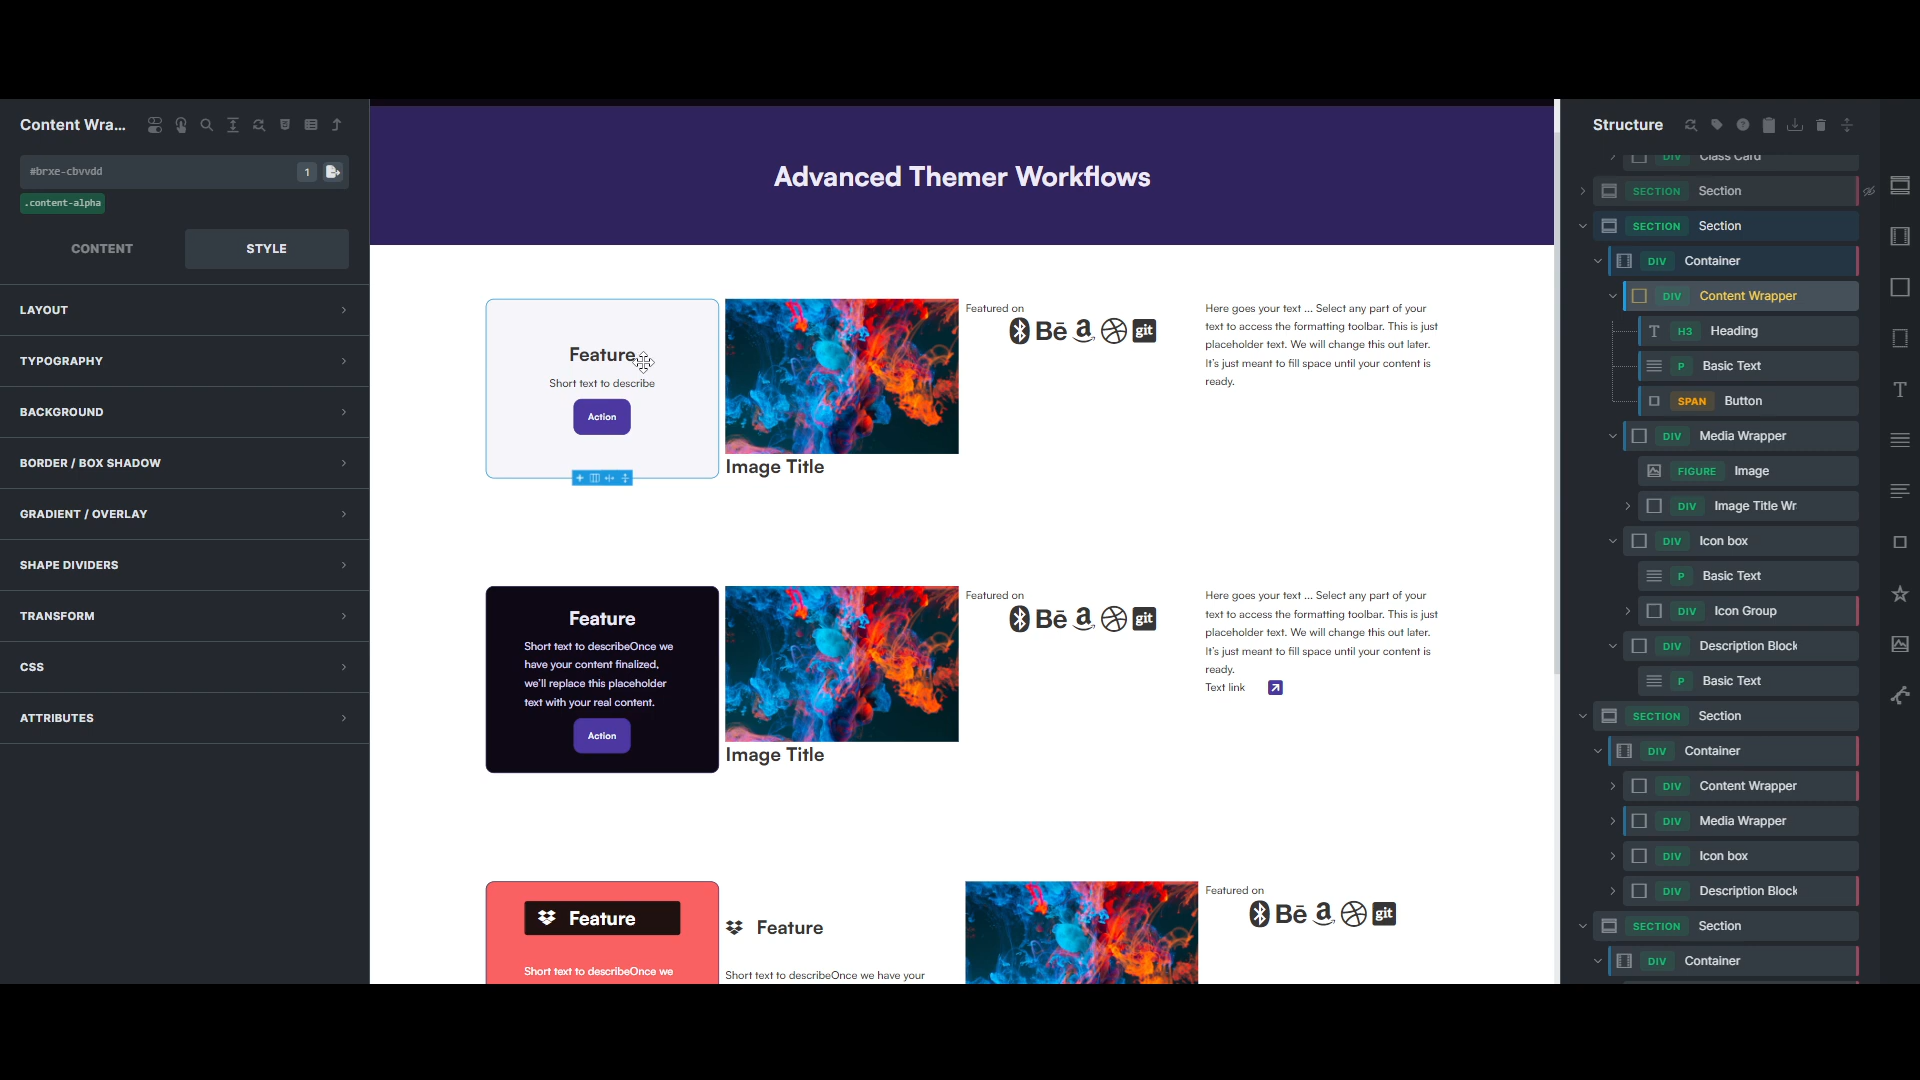 Content Wra...
#brxe-cbvvdd
1
.content-alpha
CONTENT
STYLE
LAYOUT
TYPOGRAPHY
BACKGROUND
BORDER / BOX SHADOW
GRADIENT / OVERLAY
SHAPE DIVIDERS
TRANSFORM
CSS
ATTRIBUTES
Advanced Themer Workflows
Feature
Short text to describe
Action
Image Title
Featured on
Bē a git
Here goes your text ... Select any part of your
text to access the formatting toolbar. This is just
placeholder text. We will change this out later.
It's just meant to fill space until your content is
ready.
Feature
Short text to describeOnce we
have your content finalized,
we'll replace this placeholder
text with your real content.
Action
Image Title
Featured on
Bē a git
Here goes your text ... Select any part of your
text to access the formatting toolbar. This is just
placeholder text. We will change this out later.
It's just meant to fill space until your content is
ready.
Text link
Feature
Short text to describeOnce we
Feature
Short text to describeOnce we have your
Featured on
Bē a git
Structure
DIV Class Card
SECTION Section
SECTION Section
DIV Container
DIV Content Wrapper
H3 Heading
P Basic Text
SPAN Button
DIV Media Wrapper
FIGURE Image
DIV Image Title Wr
DIV Icon box
P Basic Text
DIV Icon Group
DIV Description Block
P Basic Text
SECTION Section
DIV Container
DIV Content Wrapper
DIV Media Wrapper
DIV Icon box
DIV Description Block
SECTION Section
DIV Container